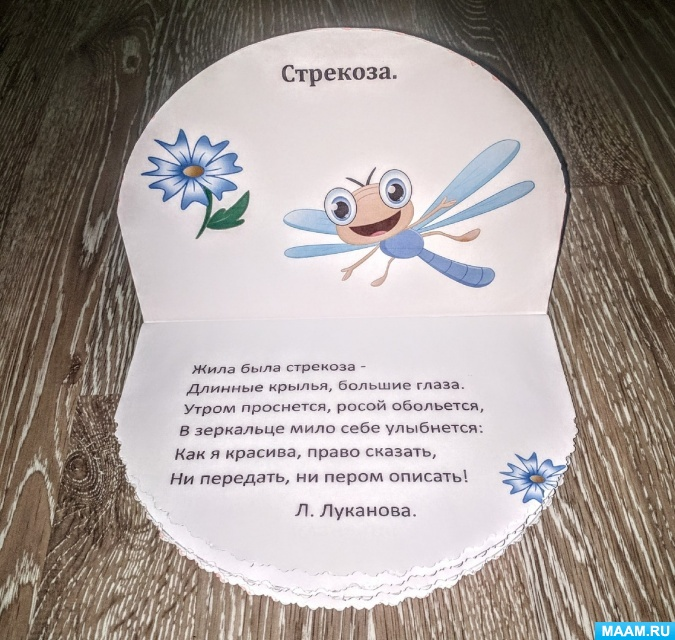 Стрекоза.
Жила была стрекоза -
Длинные крылья, большие глаза.
Утром проснется, росой обольется,
В зеркальце мило себе улыбнется:
Как я красива, право сказать,
Ни передать, ни пером описать!
Л. Луканова.
MAAM.RU